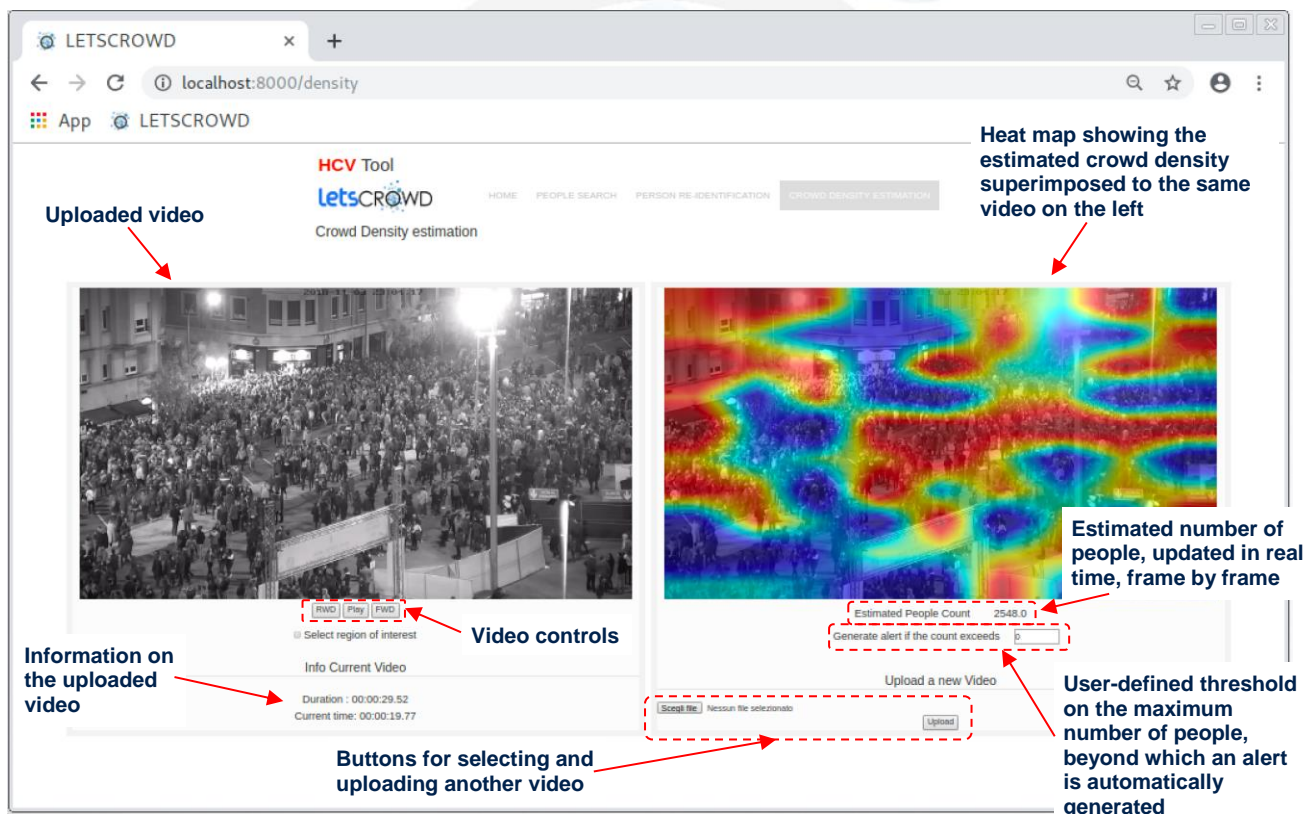 LETSCROWD
localhost:8000/density
App LETSCROWD
Heat map showing the
estimated crowd density
superimposed to the same
video on the left
HCV Tool
LetsCROWD
HOME PEOPLE SEARCH PERSON RE-IDENTIFICATION CROWD DENSITY ESTIMATION
Uploaded video
Crowd Density estimation
Estimated number of
people, updated in real
time, frame by frame
RWD Play FWD
Estimated People Count 2548.0
Select region of interest
Video controls
Generate alert if the count exceeds 0
Information on
the uploaded
video
Info Current Video
Duration : 00:00:29.52
Current time: 00:00:19.77
Upload a new Video
Scegli file Nessun file selezionato
Upload
User-defined threshold
on the maximum
number of people,
beyond which an alert
is automatically
generated
Buttons for selecting and
uploading another video